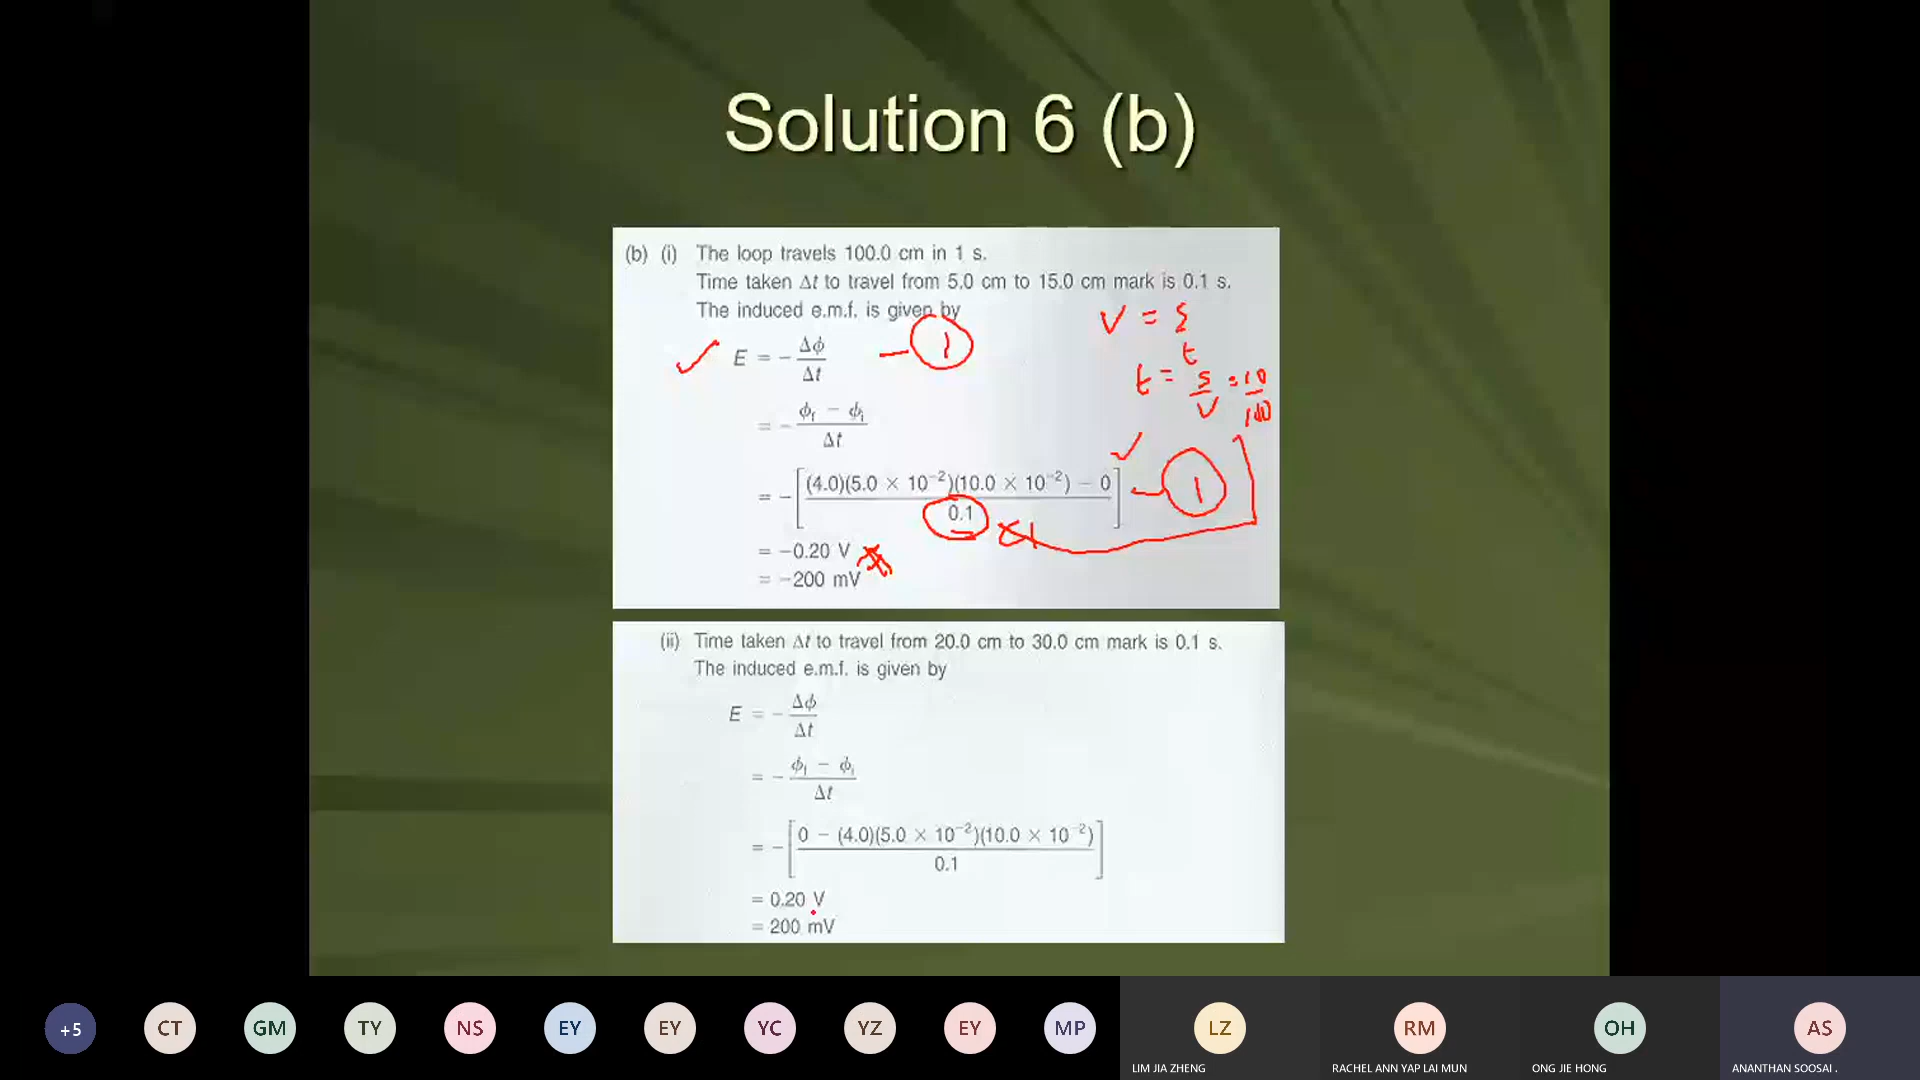 Solution 6 (b)
(b) (i) The loop travels 100.0 cm in 1 s.
Time taken Δt to travel from 5.0 cm to 15.0 cm mark is 0.1 s.
The induced e.m.f. is given by
E = - Δϕ / Δt
1
V = s / t
t = s / V = 10 / 100
= - ϕf − ϕi / Δt
= - [(4.0)(5.0 × 10⁻²)(10.0 × 10⁻²) − 0 / 0.1]
1
= −0.20 V
= −200 mV
(ii) Time taken Δt to travel from 20.0 cm to 30.0 cm mark is 0.1 s.
The induced e.m.f. is given by
E = - Δϕ / Δt
= - ϕf − ϕi / Δt
= - [0 − (4.0)(5.0 × 10⁻²)(10.0 × 10⁻²) / 0.1]
= 0.20 V
= 200 mV
+5 CT GM TY NS EY EY YC YZ EY MP LZ RM OH AS
LIM JIA ZHENG RACHEL ANN YAP LAI MUN ONG JIE HONG ANANTHAN SOOSAI .